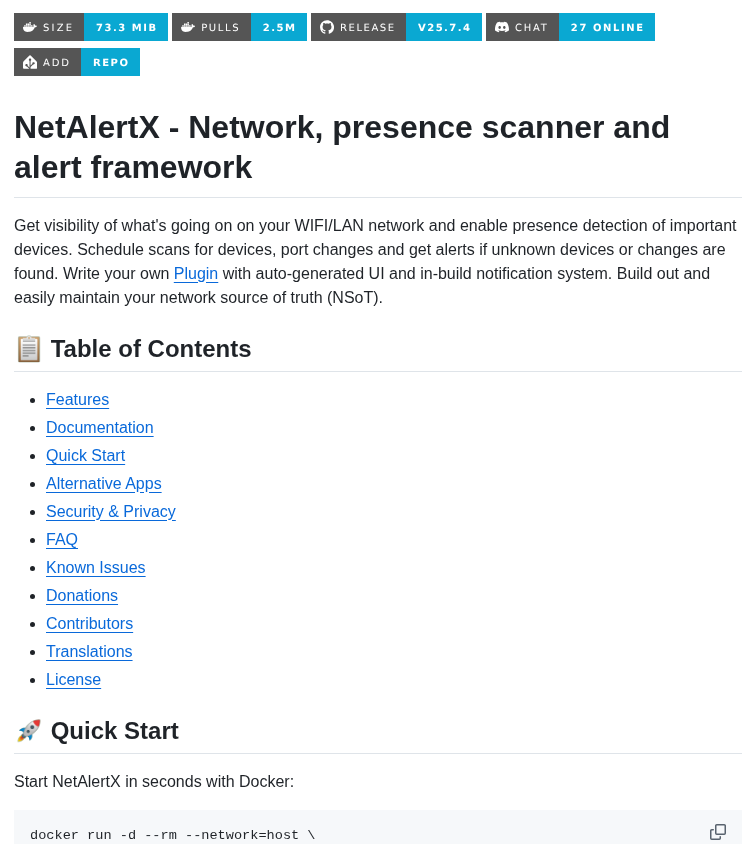 SIZE 73.3 MIB PULLS 2.5M RELEASE V25.7.4 CHAT 27 ONLINE
ADD REPO
NetAlertX - Network, presence scanner and
alert framework
Get visibility of what's going on on your WIFI/LAN network and enable presence detection of important
devices. Schedule scans for devices, port changes and get alerts if unknown devices or changes are
found. Write your own Plugin with auto-generated UI and in-build notification system. Build out and
easily maintain your network source of truth (NSoT).
Table of Contents
Features
Documentation
Quick Start
Alternative Apps
Security & Privacy
FAQ
Known Issues
Donations
Contributors
Translations
License
Quick Start
Start NetAlertX in seconds with Docker:
docker run -d --rm --network=host \